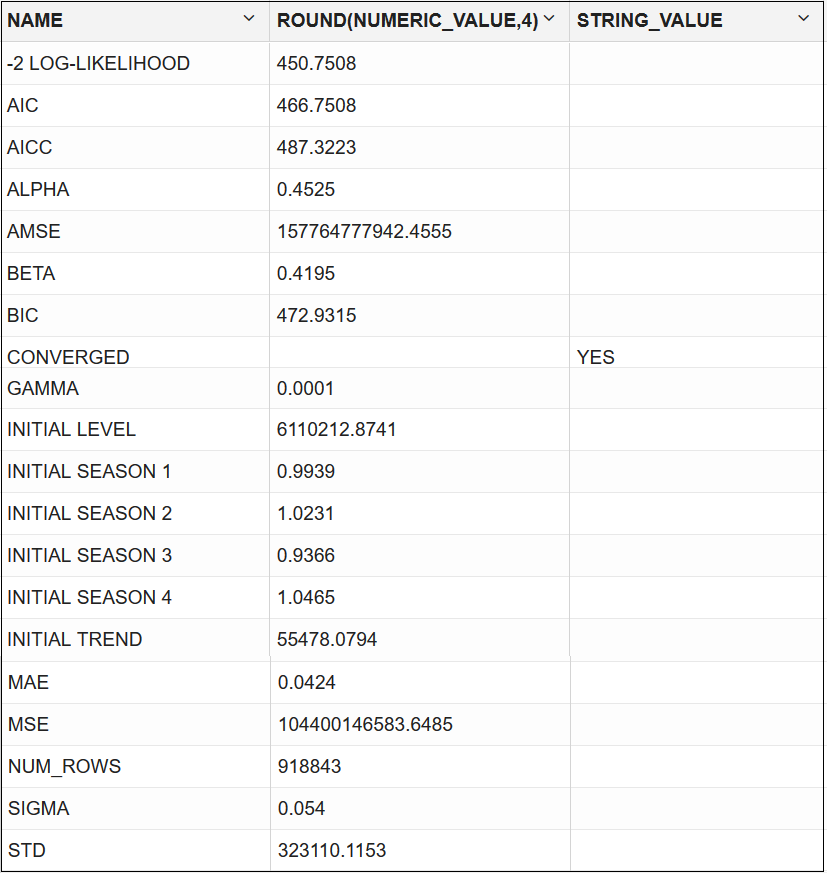 NAME ROUND(NUMERIC_VALUE,4) STRING_VALUE
-2 LOG-LIKELIHOOD 450.7508
AIC 466.7508
AICC 487.3223
ALPHA 0.4525
AMSE 157764777942.4555
BETA 0.4195
BIC 472.9315
CONVERGED YES
GAMMA 0.0001
INITIAL LEVEL 6110212.8741
INITIAL SEASON 1 0.9939
INITIAL SEASON 2 1.0231
INITIAL SEASON 3 0.9366
INITIAL SEASON 4 1.0465
INITIAL TREND 55478.0794
MAE 0.0424
MSE 104400146583.6485
NUM_ROWS 918843
SIGMA 0.054
STD 323110.1153